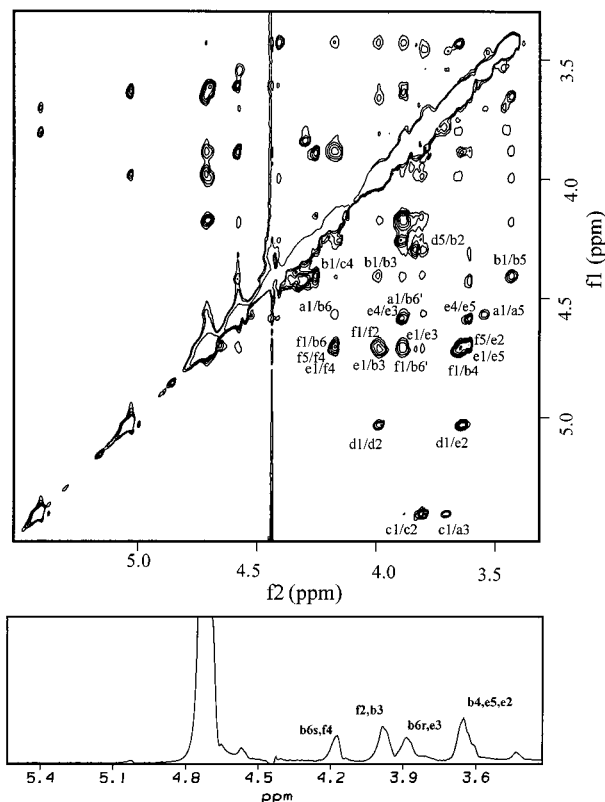 3.5
4.0
d5/b2
b1/c4
b1/b3
b1/b5
f1 (ppm)
4.5
a1/b6
a1/b6'
e4/e3
e4/e5
a1/a5
f1/f2
e1/e3
f1/b6
f5/e2
f5/f4
e1/b3
f1/b6'
e1/e5
e1/f4
f1/b4
5.0
d1/d2
d1/e2
c1/c2
c1/a3
5.0
4.5
4.0
3.5
f2 (ppm)
b4,e5,e2
f2,b3
b6s,f4
b6r,e3
5.4 5.1 4.8 4.5 4.2 3.9 3.6
ppm